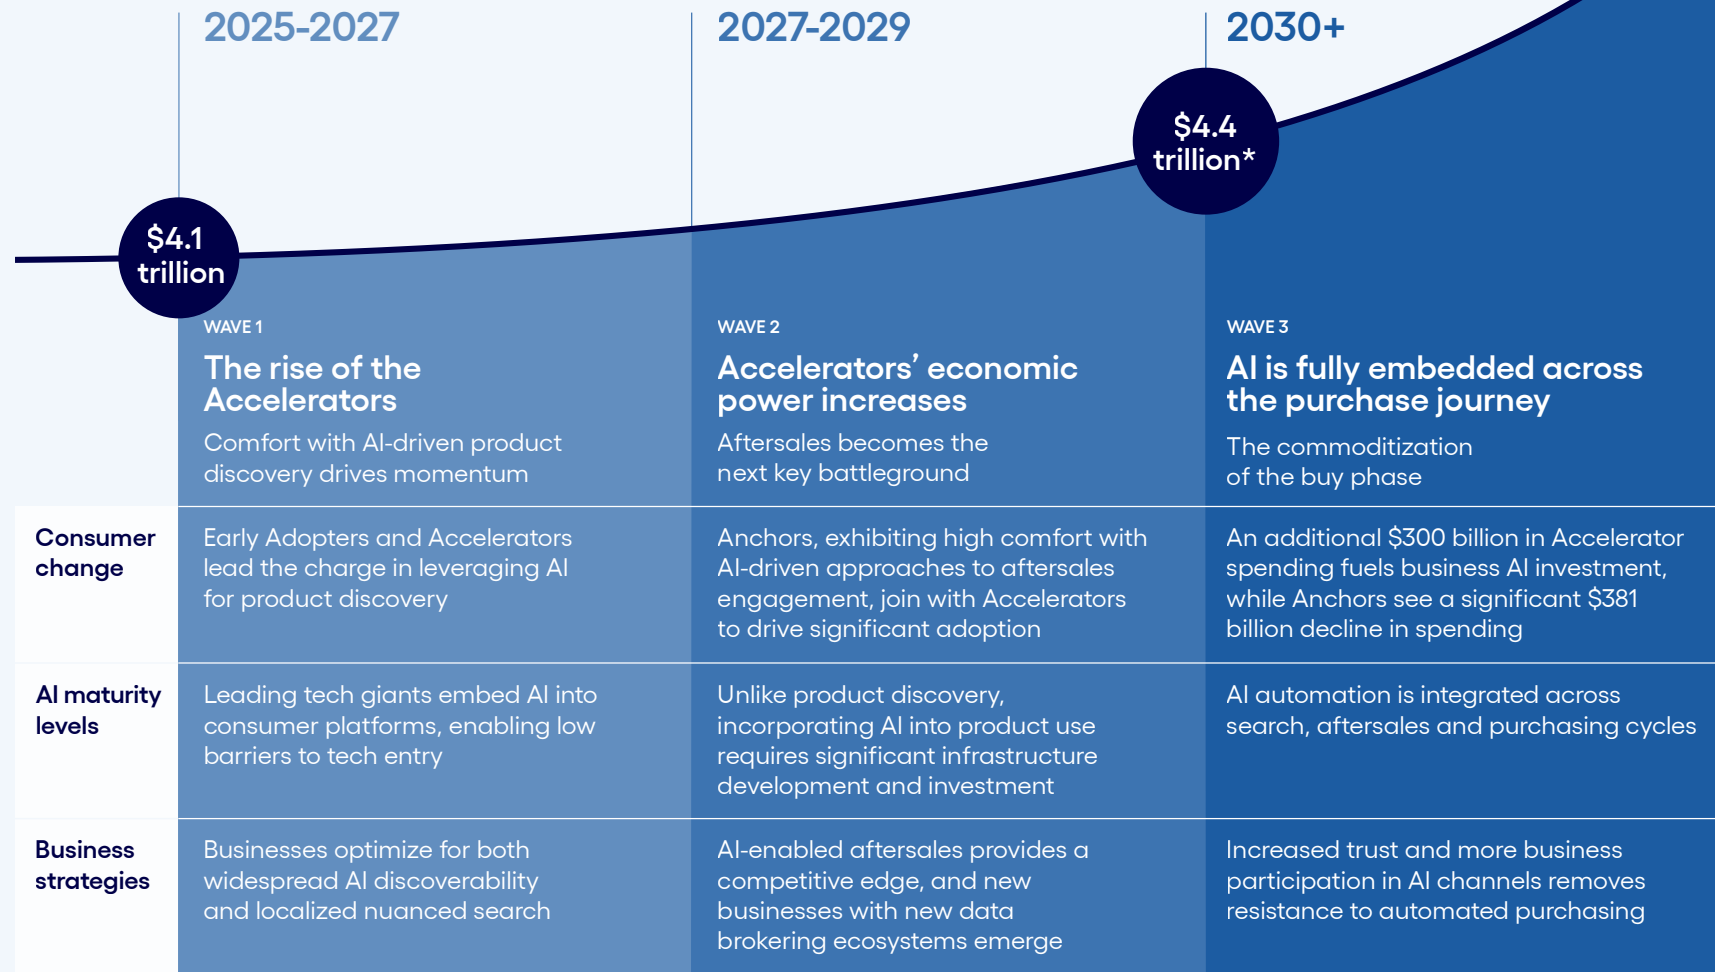 2025-2027
2027-2029
2030+
$4.1
trillion
$4.4
trillion*
WAVE 1
The rise of the
Accelerators
Comfort with AI-driven product
discovery drives momentum
WAVE 2
Accelerators’ economic
power increases
Aftersales becomes the
next key battleground
WAVE 3
AI is fully embedded across
the purchase journey
The commoditization
of the buy phase
Consumer
change
Early Adopters and Accelerators
lead the charge in leveraging AI
for product discovery
Anchors, exhibiting high comfort with
AI-driven approaches to aftersales
engagement, join with Accelerators
to drive significant adoption
An additional $300 billion in Accelerator
spending fuels business AI investment,
while Anchors see a significant $381
billion decline in spending
AI maturity
levels
Leading tech giants embed AI into
consumer platforms, enabling low
barriers to tech entry
Unlike product discovery,
incorporating AI into product use
requires significant infrastructure
development and investment
AI automation is integrated across
search, aftersales and purchasing cycles
Business
strategies
Businesses optimize for both
widespread AI discoverability
and localized nuanced search
AI-enabled aftersales provides a
competitive edge, and new
businesses with new data
brokering ecosystems emerge
Increased trust and more business
participation in AI channels removes
resistance to automated purchasing